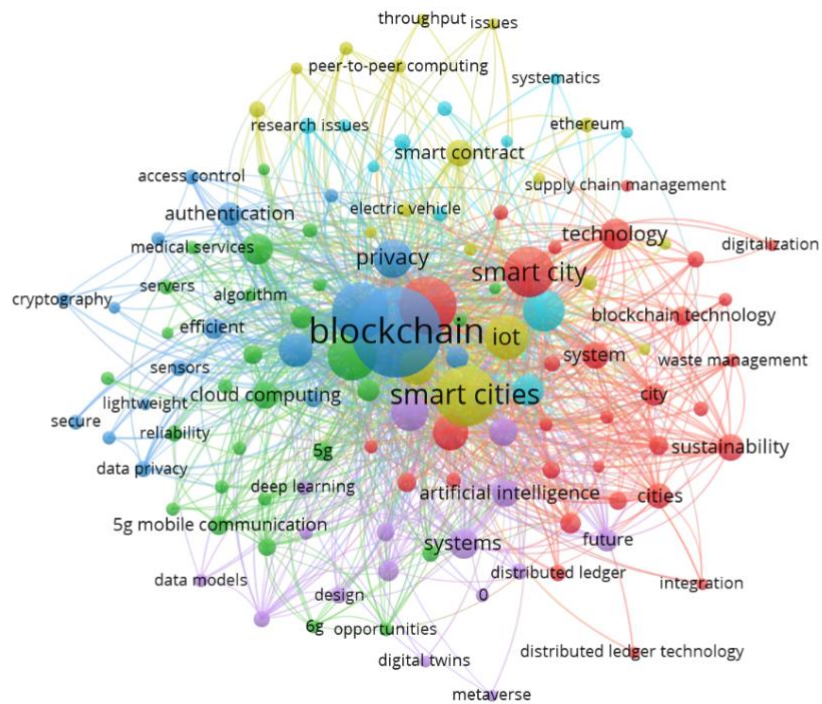 throughput
issues
peer-to-peer computing
systematics
research issues
ethereum
smart contract
access control
supply chain management
authentication
electric vehicle
technology
medical services
privacy
digitalization
smart city
servers
algorithm
cryptography
blockchain technology
efficient
blockchain
iot
system
waste management
sensors
lightweight
cloud computing
smart cities
city
secure
reliability
5g
sustainability
data privacy
deep learning
artificial intelligence
cities
5g mobile communication
systems
future
data models
distributed ledger
integration
design
0
6g
opportunities
digital twins
distributed ledger technology
metaverse